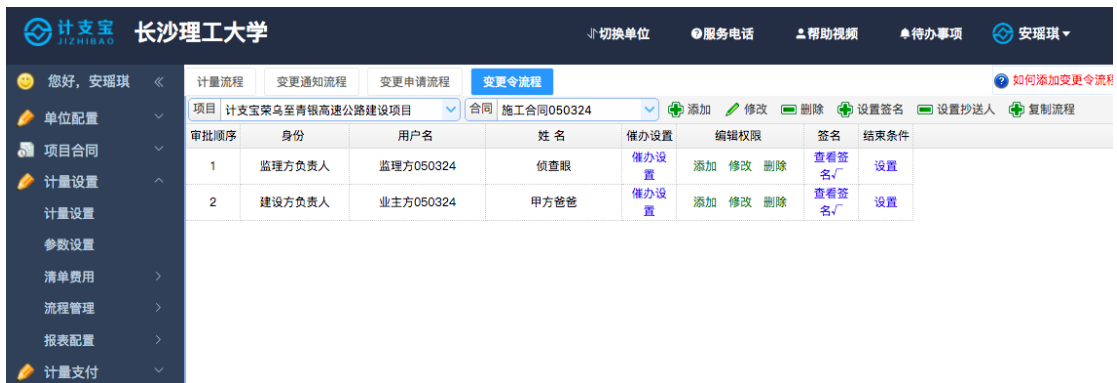 计支宝 长沙理工大学 切换单位 服务电话 帮助视频 待办事项 安瑶琪
JIZHIBAO
您好，安瑶琪
单位配置
项目合同
计量设置
计量设置
参数设置
清单费用
流程管理
报表配置
计量支付
计量流程 变更通知流程 变更申请流程 变更令流程 如何添加变更令流程
项目 计支宝荣乌至青银高速公路建设项目 合同 施工合同050324 添加 修改 删除 设置签名 设置抄送人 复制流程
审批顺序 身份 用户名 姓 名 催办设置 编辑权限 签名 结束条件
1 监理方负责人 监理方050324 侦查眼 催办设置 添加 修改 删除 查看签名√ 设置
2 建设方负责人 业主方050324 甲方爸爸 催办设置 添加 修改 删除 查看签名√ 设置